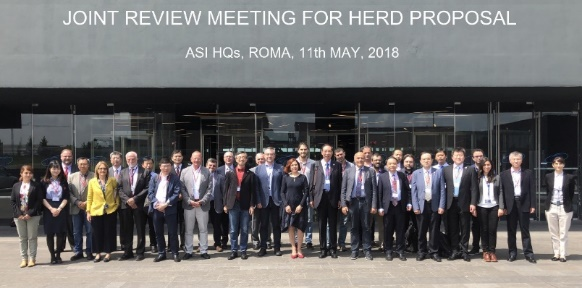 JOINT REVIEW MEETING FOR HERD PROPOSAL
ASI HQs, ROMA, 11th MAY, 2018